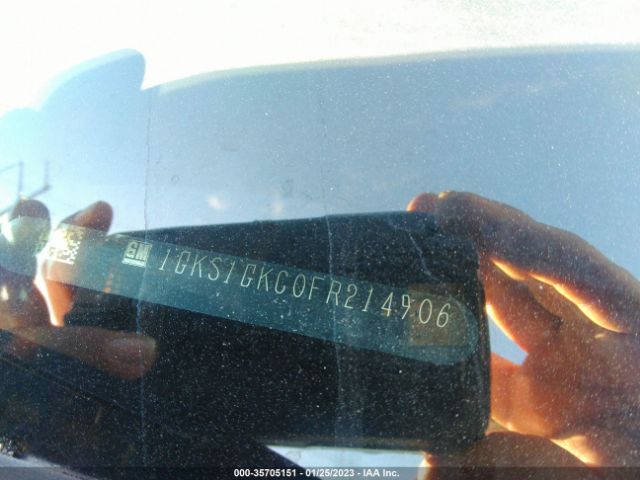 GM 1GKS1GKC0FR214906
000-35705151 — 01/25/2023 — IAA Inc.